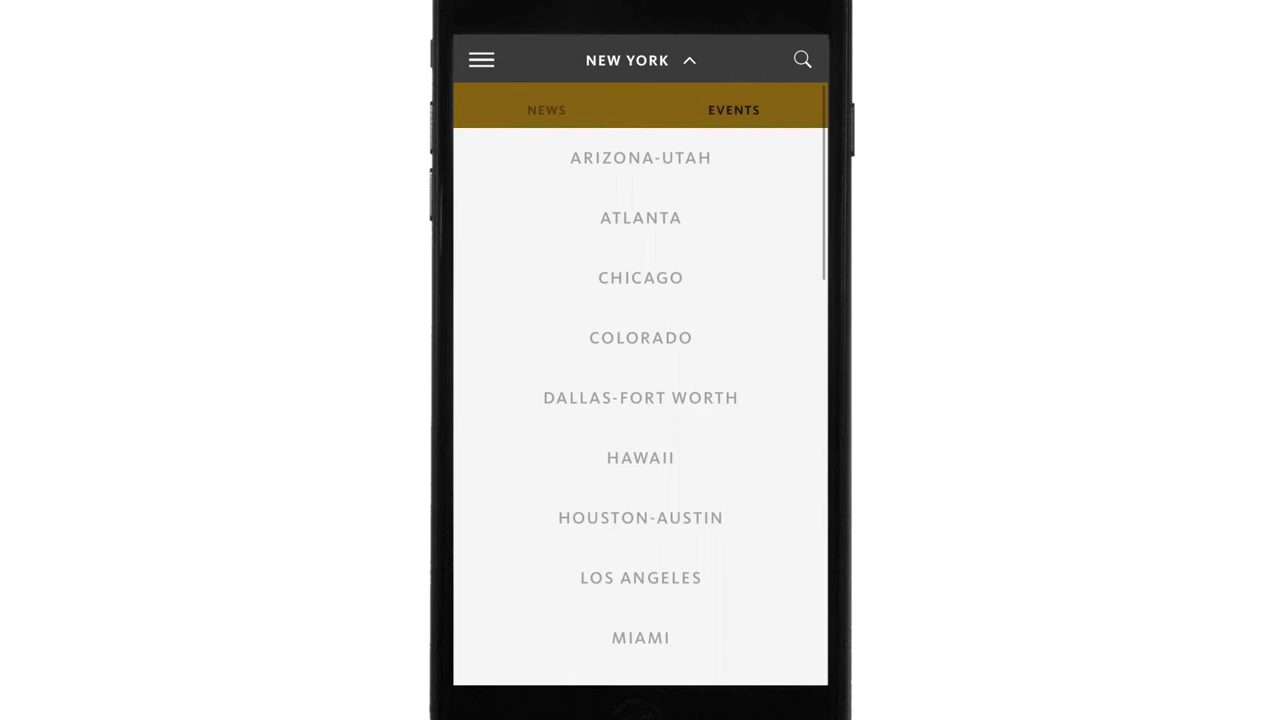 NEW YORK
NEWS
EVENTS
ARIZONA-UTAH
ATLANTA
CHICAGO
COLORADO
DALLAS-FORT WORTH
HAWAII
HOUSTON-AUSTIN
LOS ANGELES
MIAMI